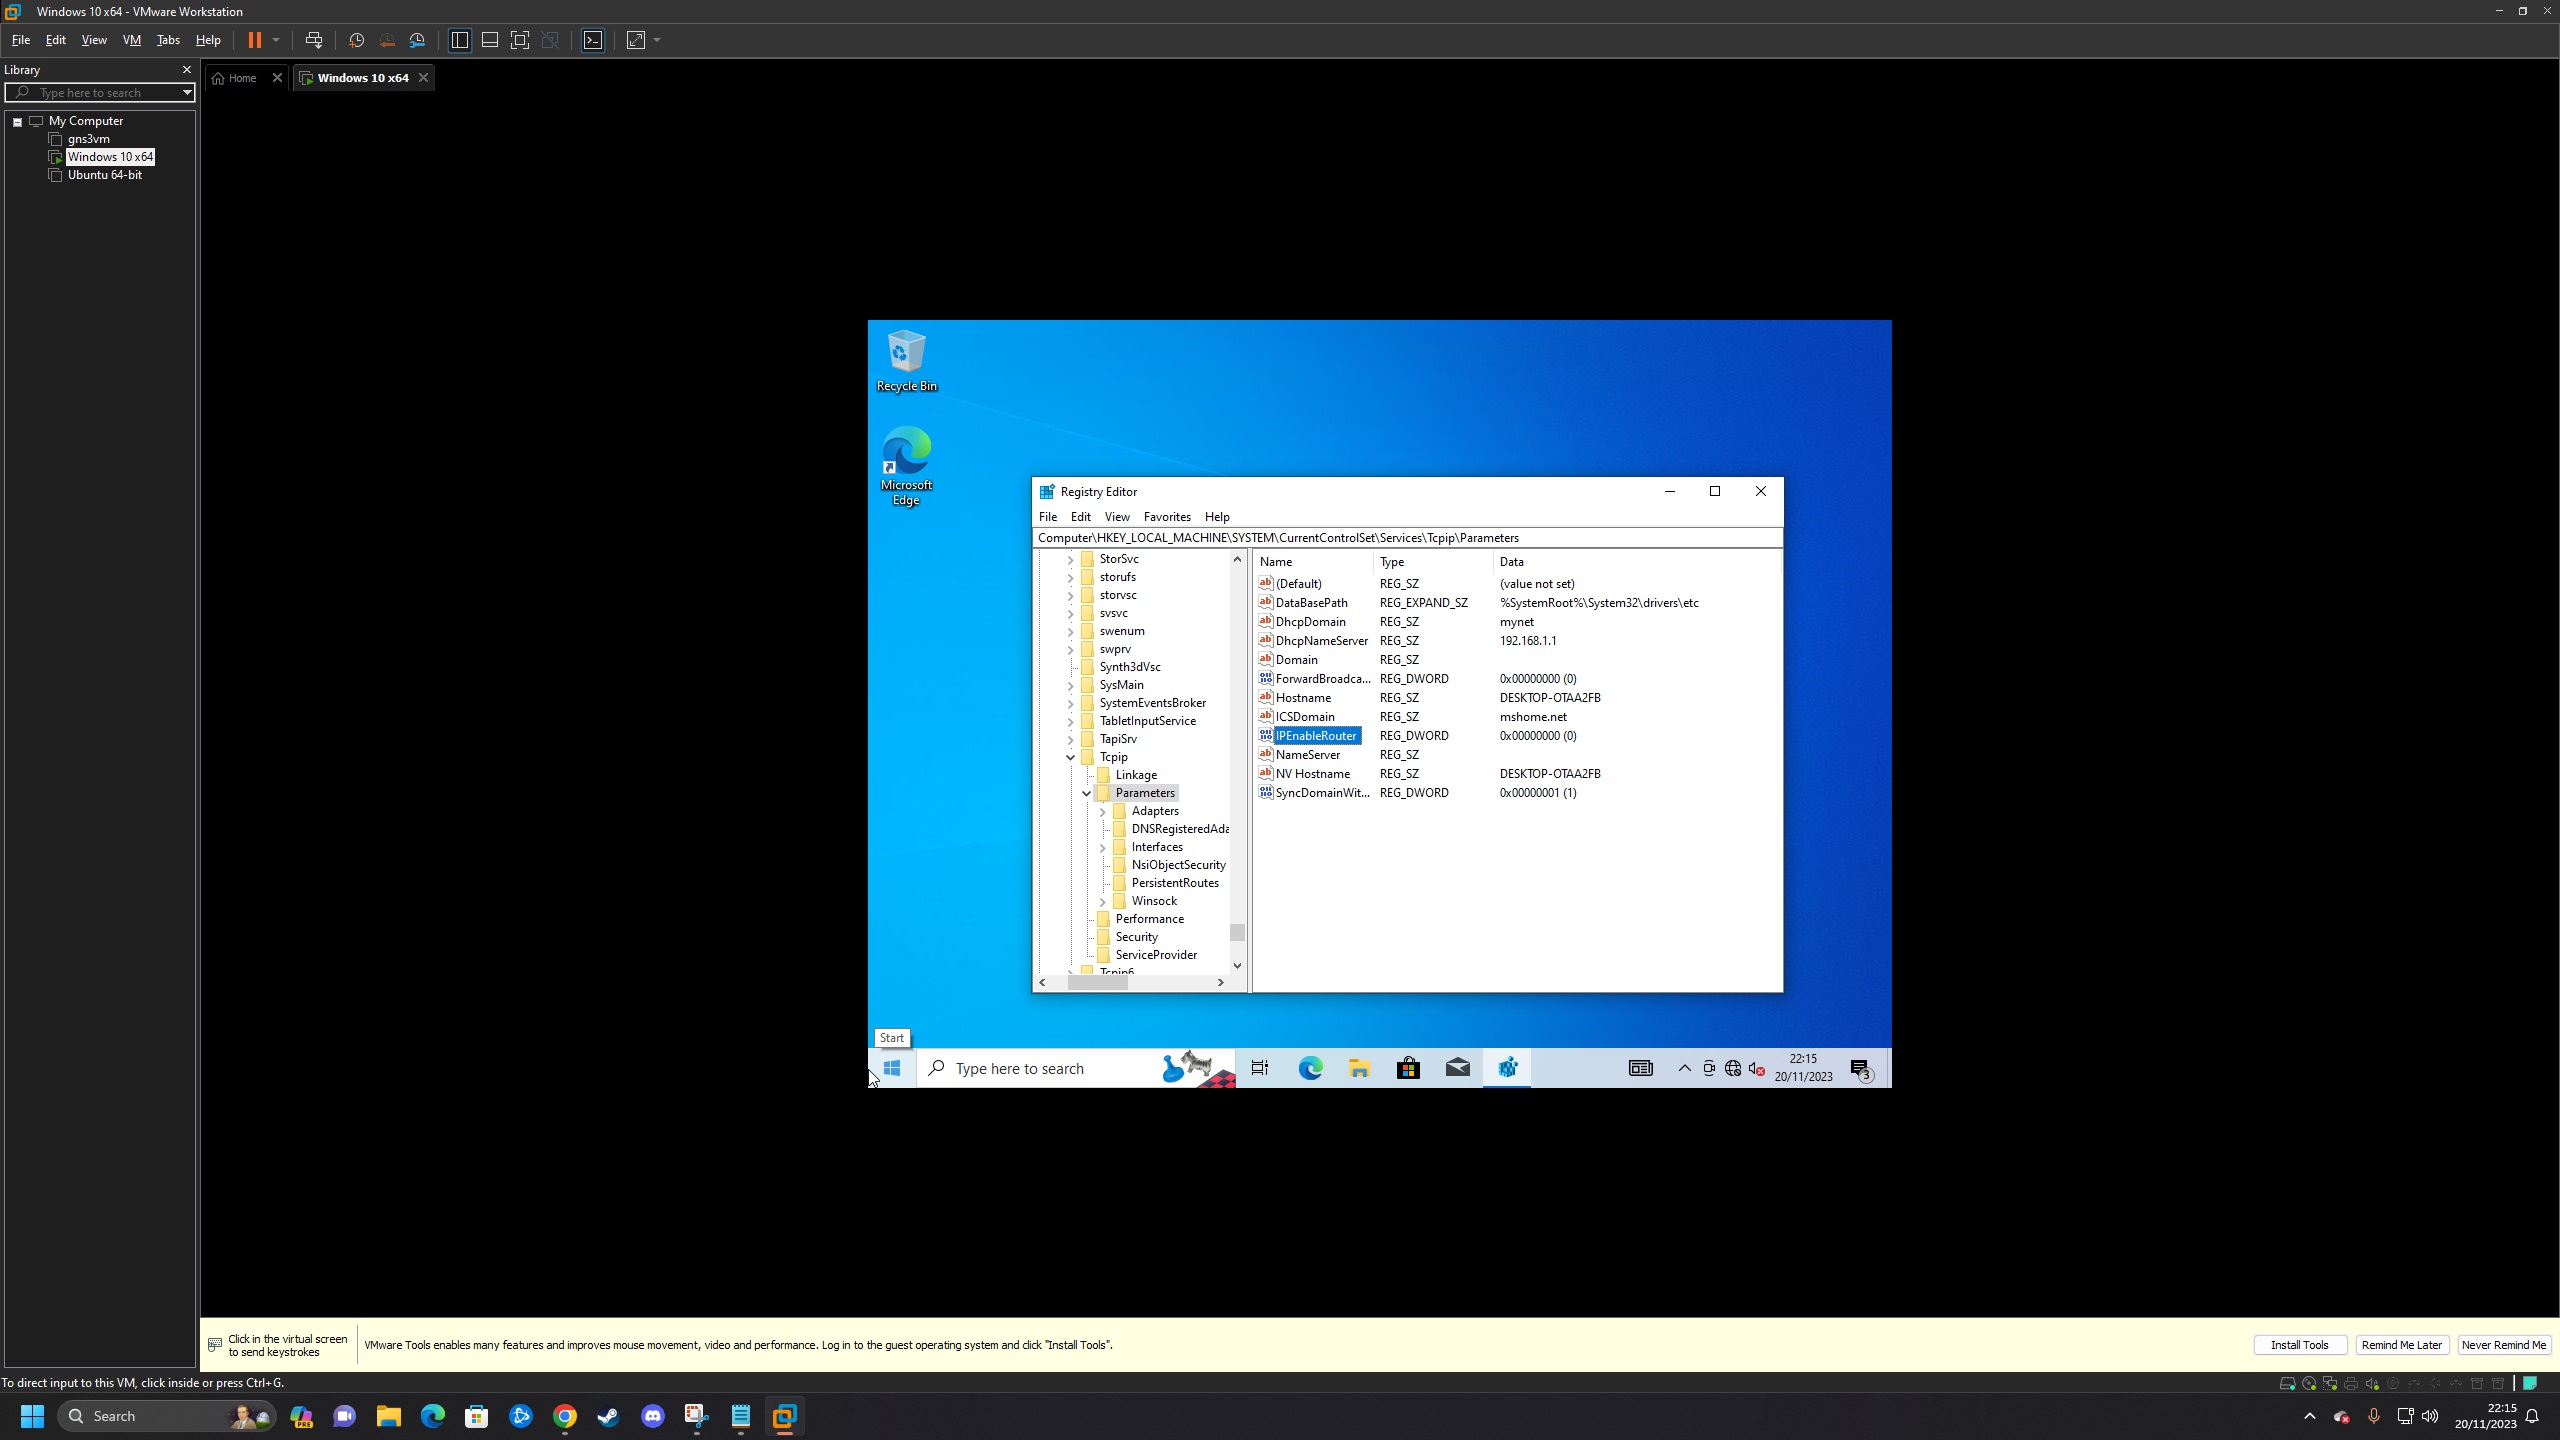 Windows 10 x64 - VMware Workstation
File Edit View VM Tabs Help
Library
Type here to search
My Computer
gns3vm
Windows 10 x64
Ubuntu 64-bit
Home
Windows 10 x64
Recycle Bin
Microsoft
Edge
Registry Editor
File Edit View Favorites Help
Computer\HKEY_LOCAL_MACHINE\SYSTEM\CurrentControlSet\Services\Tcpip\Parameters
StorSvc
storufs
storvsc
svsvc
swenum
swprv
Synth3dVsc
SysMain
SystemEventsBroker
TabletInputService
TapiSrv
Tcpip
Linkage
Parameters
Adapters
DNSRegisteredAda
Interfaces
NsiObjectSecurity
PersistentRoutes
Winsock
Performance
Security
ServiceProvider
Tcpip6
Name Type Data
(Default) REG_SZ (value not set)
DataBasePath REG_EXPAND_SZ %SystemRoot%\System32\drivers\etc
DhcpDomain REG_SZ mynet
DhcpNameServer REG_SZ 192.168.1.1
Domain REG_SZ
ForwardBroadca... REG_DWORD 0x00000000 (0)
Hostname REG_SZ DESKTOP-OTAA2FB
ICSDomain REG_SZ mshome.net
IPEnableRouter REG_DWORD 0x00000000 (0)
NameServer REG_SZ
NV Hostname REG_SZ DESKTOP-OTAA2FB
SyncDomainWit... REG_DWORD 0x00000001 (1)
Start
Type here to search
22:15
20/11/2023
3
Click in the virtual screen
to send keystrokes
VMware Tools enables many features and improves mouse movement, video and performance. Log in to the guest operating system and click "Install Tools".
Install Tools
Remind Me Later
Never Remind Me
To direct input to this VM, click inside or press Ctrl+G.
Search
PRE
22:15
20/11/2023